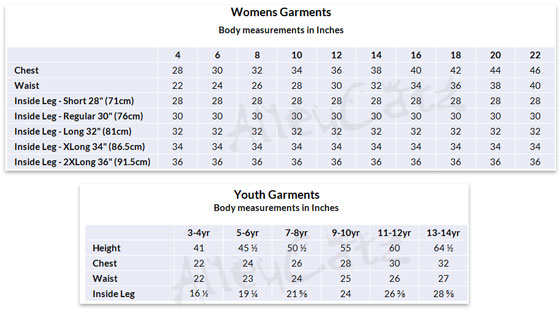 Womens Garments
Body measurements in Inches
4 6 8 10 12 14 16 18 20 22
Chest 28 30 32 34 36 38 40 42 44 46
Waist 22 24 26 28 30 32 34 36 38 40
Inside Leg - Short 28" (71cm) 28 28 28 28 28 28 28 28 28 28
Inside Leg - Regular 30" (76cm) 30 30 30 30 30 30 30 30 30 30
Inside Leg - Long 32" (81cm) 32 32 32 32 32 32 32 32 32 32
Inside Leg - XLong 34" (86.5cm) 34 34 34 34 34 34 34 34 34 34
Inside Leg - 2XLong 36" (91.5cm) 36 36 36 36 36 36 36 36 36 36
AlleyCatz
Youth Garments
Body measurements in Inches
3-4yr 5-6yr 7-8yr 9-10yr 11-12yr 13-14yr
Height 41 45 ½ 50 ½ 55 60 64 ½
Chest 22 24 26 28 30 32
Waist 22 23 24 25 26 27
Inside Leg 16 ½ 19 ¼ 21 ⅝ 24 26 ⅜ 28 ⅝
AlleyCatz